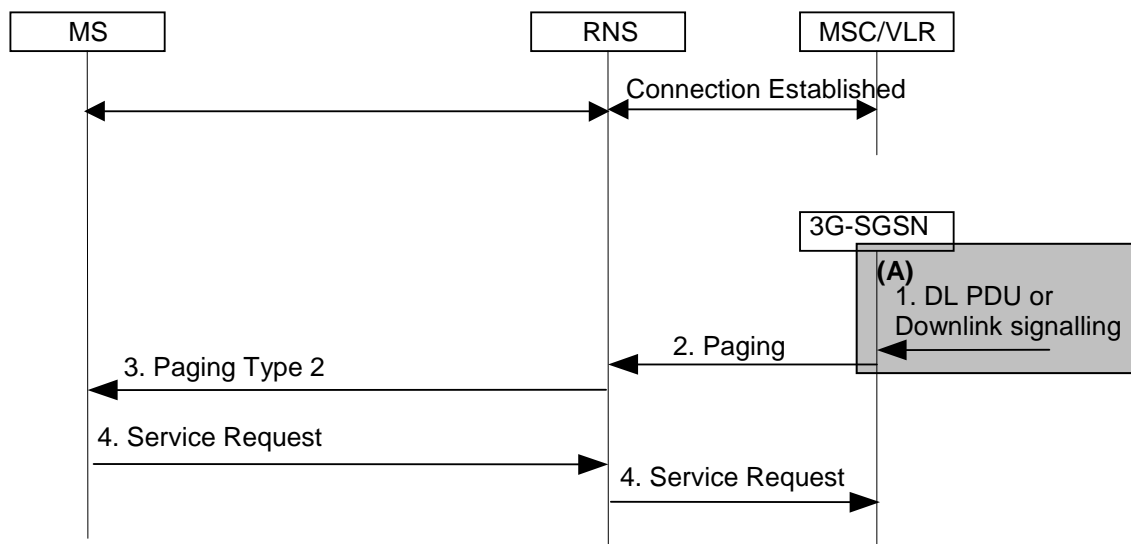 MS
RNS
MSC/VLR
Connection Established
3G-SGSN
(A)
1. DL PDU or
Downlink signalling
2. Paging
3. Paging Type 2
4. Service Request
4. Service Request